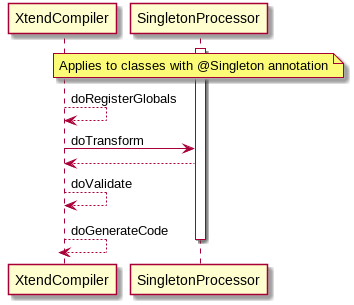 XtendCompiler
SingletonProcessor
Applies to classes with @Singleton annotation
doRegisterGlobals
doTransform
doValidate
doGenerateCode
XtendCompiler
SingletonProcessor